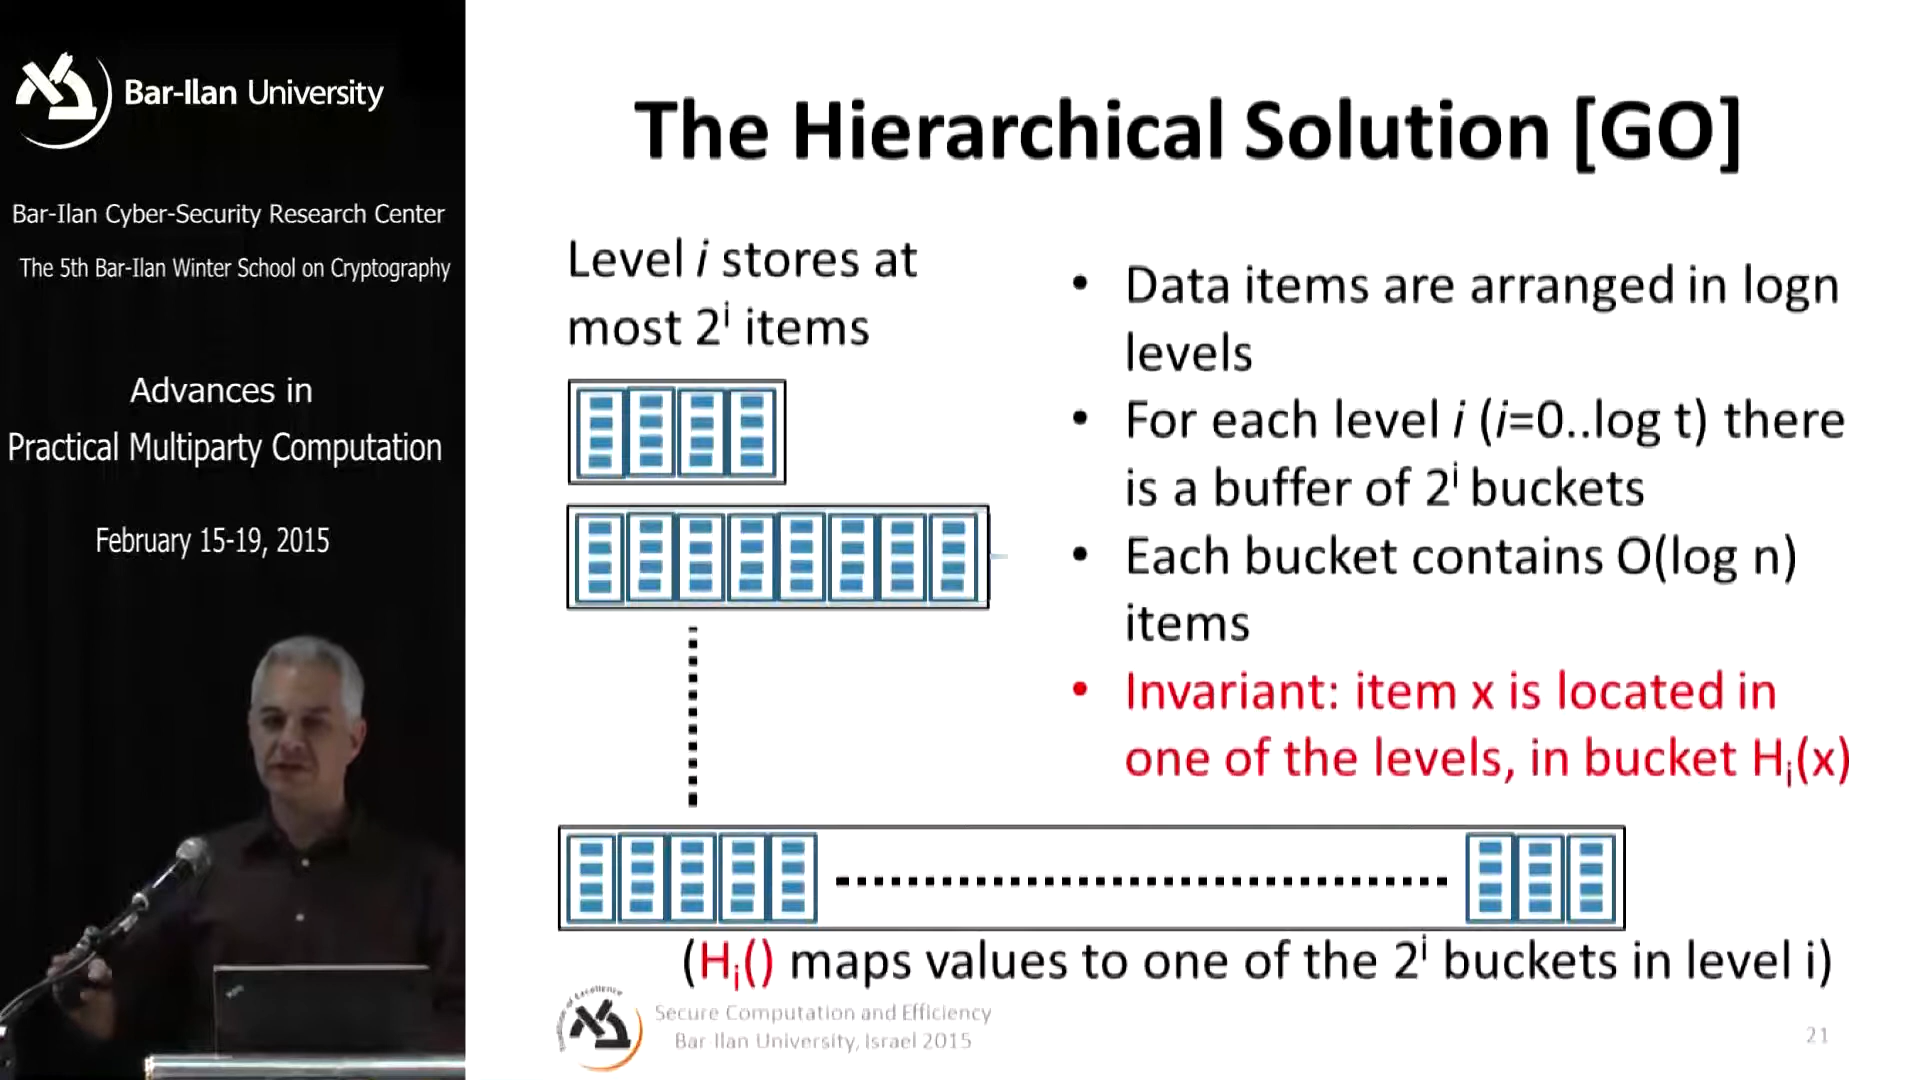 Bar-Ilan University
Bar-Ilan Cyber-Security Research Center
The 5th Bar-Ilan Winter School on Cryptography
Advances in
Practical Multiparty Computation
February 15-19, 2015
The Hierarchical Solution [GO]
Level i stores at
most 2^i items
• Data items are arranged in logn
levels
• For each level i (i=0..log t) there
is a buffer of 2^i buckets
• Each bucket contains O(log n)
items
• Invariant: item x is located in
one of the levels, in bucket H_i(x)
(H_i() maps values to one of the 2^i buckets in level i)
Secure Computation and Efficiency
Bar-Ilan University, Israel 2015
21